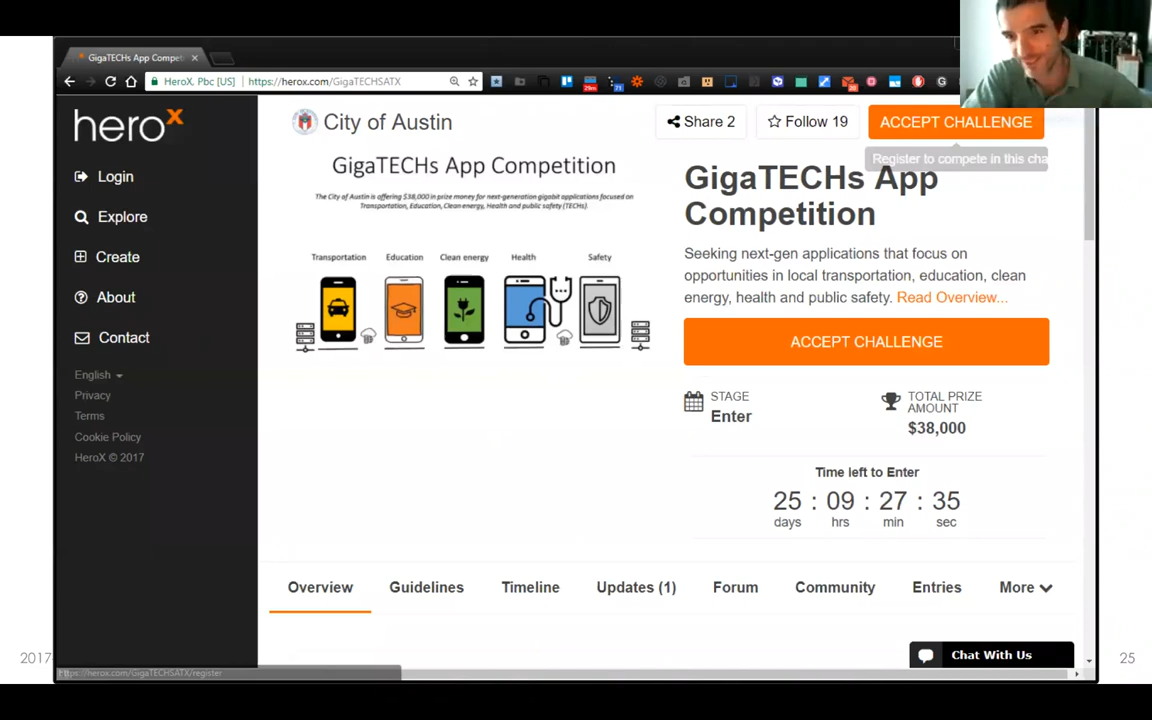 GigaTECHs App Compet
HeroX, Pbc [US]
https://herox.com/GigaTECHSATX
herox
Login
Explore
Create
About
Contact
English
Privacy
Terms
Cookie Policy
HeroX © 2017
City of Austin
Share 2
Follow 19
ACCEPT CHALLENGE
Register to compete in this cha
GigaTECHs App Competition
The City of Austin is offering $38,000 in prize money for next-generation gigabit applications focused on
Transportation, Education, Clean energy, Health and public safety (TECHs).
Transportation
Education
Clean energy
Health
Safety
GigaTECHs App
Competition
Seeking next-gen applications that focus on
opportunities in local transportation, education, clean
energy, health and public safety. Read Overview...
ACCEPT CHALLENGE
STAGE
Enter
TOTAL PRIZE
AMOUNT
$38,000
Time left to Enter
25 : 09 : 27 : 35
days hrs min sec
Overview
Guidelines
Timeline
Updates (1)
Forum
Community
Entries
More
Chat With Us
https://herox.com/GigaTECHSATX/register
2017
25